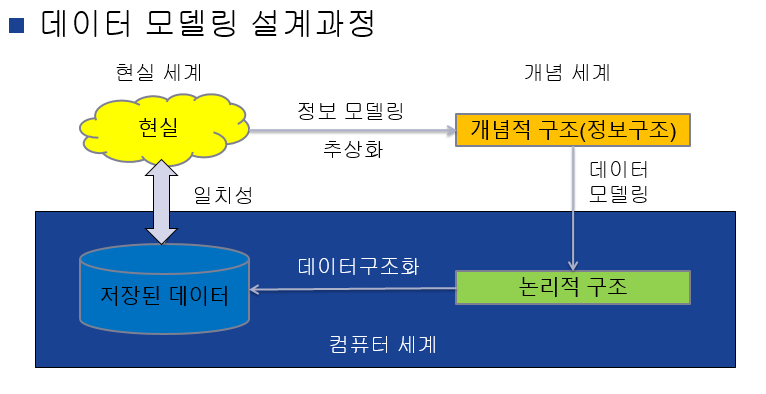 데이터 모델링 설계과정
현실 세계
개념 세계
현실
정보 모델링
추상화
개념적 구조(정보구조)
데이터
모델링
일치성
데이터구조화
저장된 데이터
논리적 구조
컴퓨터 세계